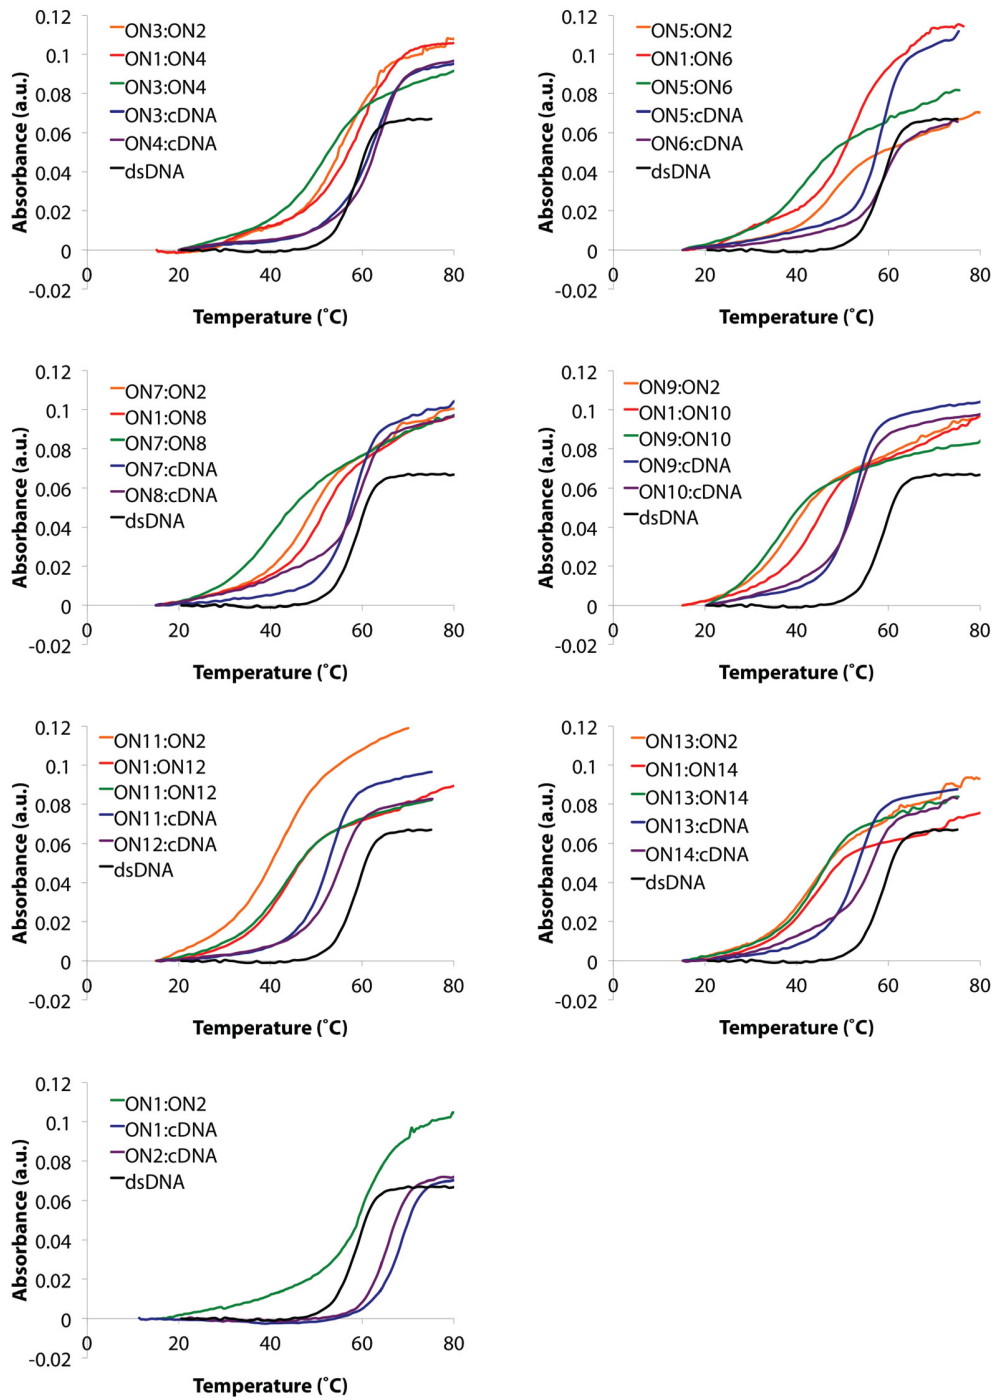 0.12
0.1
0.08
0.06
0.04
0.02
0
-0.02
0 20 40 60 80
Absorbance (a.u.)
Temperature (˚C)
ON3:ON2
ON1:ON4
ON3:ON4
ON3:cDNA
ON4:cDNA
dsDNA
0.12
0.1
0.08
0.06
0.04
0.02
0
-0.02
0 20 40 60 80
Absorbance (a.u.)
Temperature (˚C)
ON5:ON2
ON1:ON6
ON5:ON6
ON5:cDNA
ON6:cDNA
dsDNA
0.12
0.1
0.08
0.06
0.04
0.02
0
-0.02
0 20 40 60 80
Absorbance (a.u.)
Temperature (˚C)
ON7:ON2
ON1:ON8
ON7:ON8
ON7:cDNA
ON8:cDNA
dsDNA
0.12
0.1
0.08
0.06
0.04
0.02
0
-0.02
0 20 40 60 80
Absorbance (a.u.)
Temperature (˚C)
ON9:ON2
ON1:ON10
ON9:ON10
ON9:cDNA
ON10:cDNA
dsDNA
0.12
0.1
0.08
0.06
0.04
0.02
0
-0.02
0 20 40 60 80
Absorbance (a.u.)
Temperature (˚C)
ON11:ON2
ON1:ON12
ON11:ON12
ON11:cDNA
ON12:cDNA
dsDNA
0.12
0.1
0.08
0.06
0.04
0.02
0
-0.02
0 20 40 60 80
Absorbance (a.u.)
Temperature (˚C)
ON13:ON2
ON1:ON14
ON13:ON14
ON13:cDNA
ON14:cDNA
dsDNA
0.12
0.1
0.08
0.06
0.04
0.02
0
-0.02
0 20 40 60 80
Absorbance (a.u.)
Temperature (˚C)
ON1:ON2
ON1:cDNA
ON2:cDNA
dsDNA